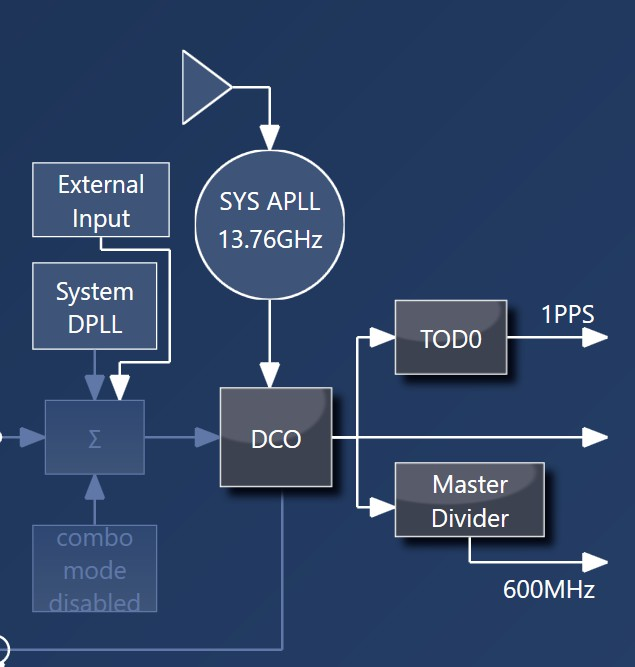 External
Input
SYS APLL
13.76GHz
System
DPLL
1PPS
TOD0
Σ
DCO
Master
Divider
combo
mode
disabled
600MHz